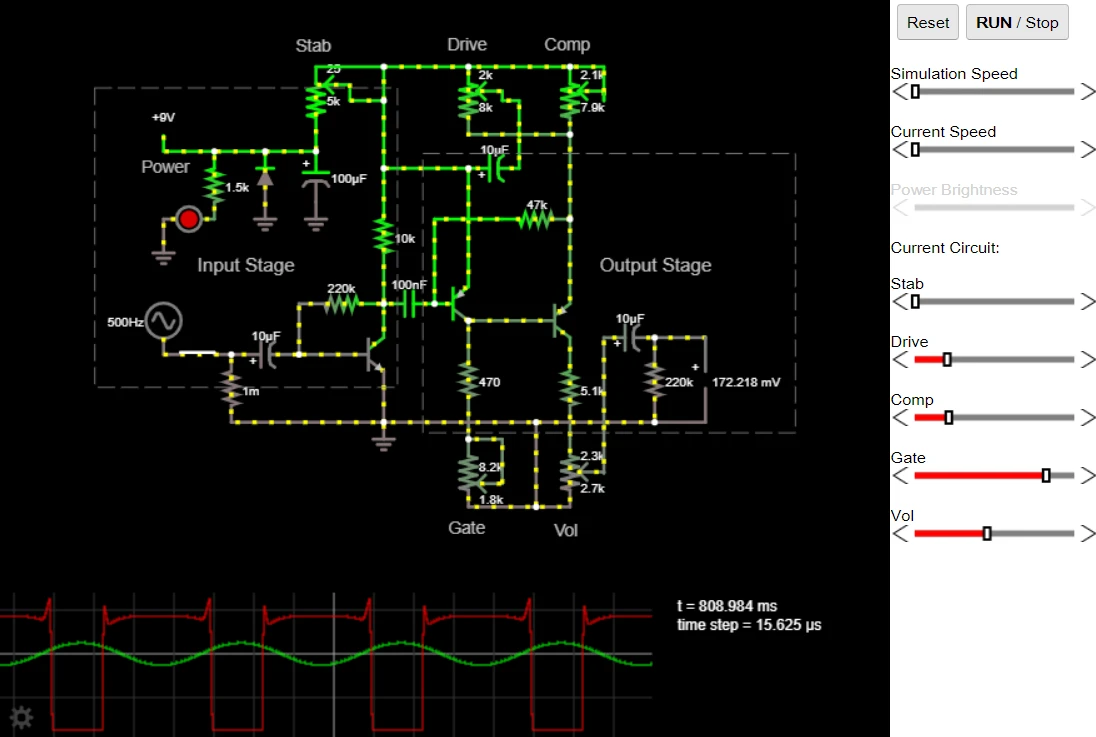 Reset
RUN / Stop
Simulation Speed
Current Speed
Power Brightness
Current Circuit:
Stab
Drive
Comp
Gate
Vol
Stab
Drive
Comp
25
5k
2k
8k
2.1k
7.9k
+9V
Power
1.5k
+
100µF
10µF
+
47k
10k
Input Stage
Output Stage
220k
100nF
500Hz
10µF
+
1m
470
5.1k
10µF
+
220k
+
172.218 mV
8.2k
1.8k
2.3k
2.7k
Gate
Vol
t = 808.984 ms
time step = 15.625 µs